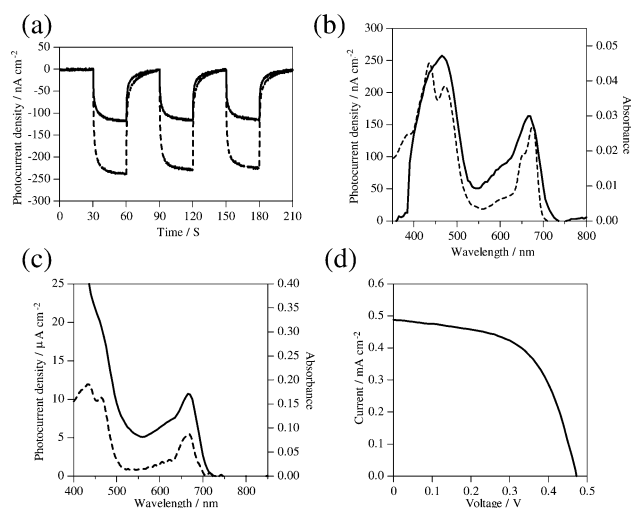 (a)
Photocurrent density / nA cm-2
50
0
-50
-100
-150
-200
-250
-300
0 30 60 90 120 150 180 210
Time / S
(b)
Photocurrent density / nA cm-2
300
250
200
150
100
50
0
400 500 600 700 800
Wavelength / nm
0.05
0.04
0.03
0.02
0.01
0.00
Absorbance
(c)
Photocurrent density / μA cm-2
25
20
15
10
5
0
400 500 600 700 800
Wavelength / nm
0.40
0.35
0.30
0.25
0.20
0.15
0.10
0.05
0.00
Absorbance
(d)
Current / mA cm-2
0.6
0.5
0.4
0.3
0.2
0.1
0.0
0 0.1 0.2 0.3 0.4 0.5
Voltage / V